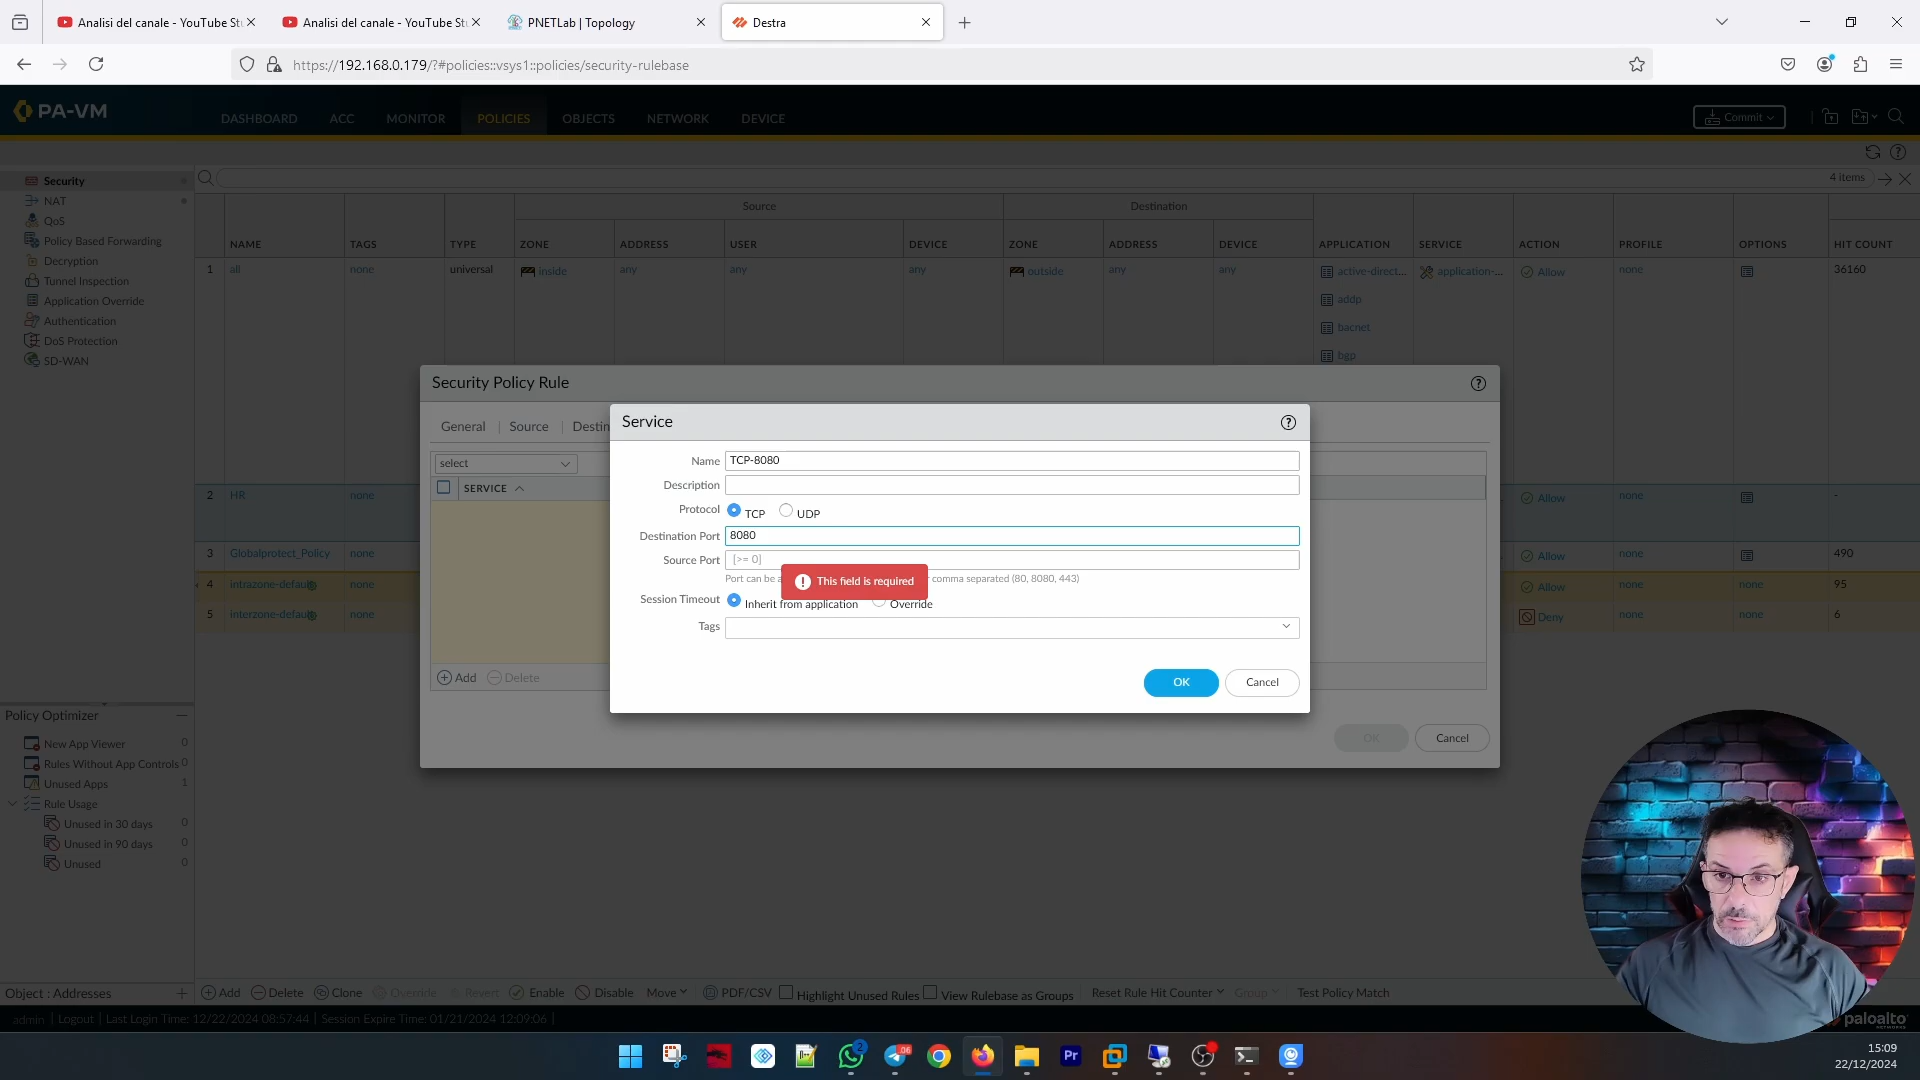 Analisi del canale - YouTube St
Analisi del canale - YouTube St
PNETLab | Topology
Destra
https://192.168.0.179/?#policies::vsys1::policies/security-rulebase
PA-VM
DASHBOARD
ACC
MONITOR
POLICIES
OBJECTS
NETWORK
DEVICE
Commit
Security
NAT
QoS
Policy Based Forwarding
Decryption
Tunnel Inspection
Application Override
Authentication
DoS Protection
SD-WAN
4 items
Source
Destination
NAME
TAGS
TYPE
ZONE
ADDRESS
USER
DEVICE
ZONE
ADDRESS
DEVICE
APPLICATION
SERVICE
ACTION
PROFILE
OPTIONS
HIT COUNT
1
all
none
universal
inside
any
any
any
outside
any
any
active-direct...
application-...
Allow
none
36160
addp
bacnet
bgp
2
HR
none
Allow
none
-
3
Globalprotect_Policy
none
Allow
none
490
4
intrazone-default
none
Allow
none
none
95
5
interzone-default
none
Deny
none
none
6
Security Policy Rule
General
Source
Destin
select
SERVICE
Add
Delete
OK
Cancel
Service
Name
TCP-8080
Description
Protocol
TCP
UDP
Destination Port
8080
Source Port
[>= 0]
Port can be a
comma separated (80, 8080, 443)
This field is required
Session Timeout
Inherit from application
Override
Tags
OK
Cancel
Policy Optimizer
New App Viewer
0
Rules Without App Controls
0
Unused Apps
1
Rule Usage
Unused in 30 days
0
Unused in 90 days
0
Unused
0
Object : Addresses
Add
Delete
Clone
Override
Revert
Enable
Disable
Move
PDF/CSV
Highlight Unused Rules
View Rulebase as Groups
Reset Rule Hit Counter
Group
Test Policy Match
admin | Logout | Last Login Time: 12/22/2024 08:57:44 | Session Expire Time: 01/21/2024 12:09:06 |
paloalto
2
Pr
15:09
22/12/2024